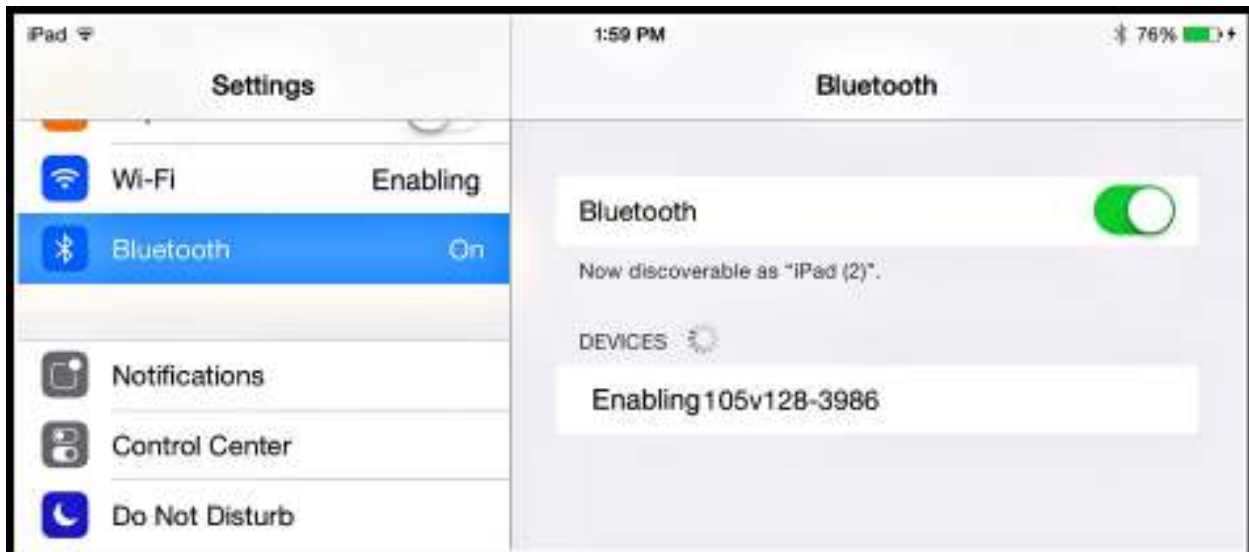 iPad 1:59 PM 76%
Settings
Bluetooth
Wi-Fi Enabling
Bluetooth On
Notifications
Control Center
Do Not Disturb
Bluetooth
Now discoverable as "iPad (2)".
DEVICES
Enabling105v128-3986